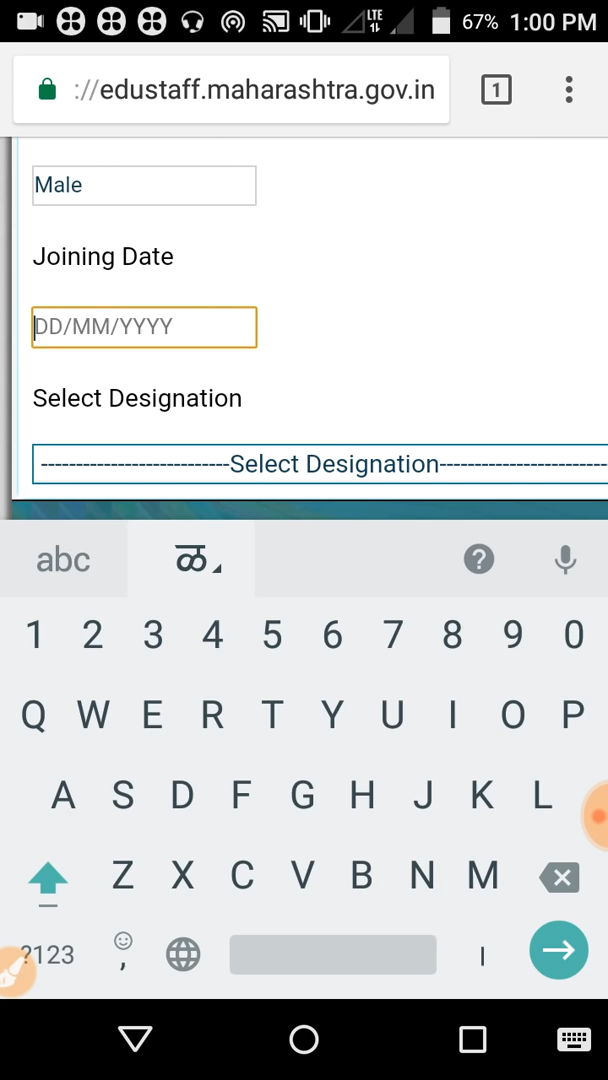 LTE 67% 1:00 PM
://edustaff.maharashtra.gov.in 1
Male
Joining Date
DD/MM/YYYY
Select Designation
---------------------------Select Designation------------------------
abc ळ ?
1 2 3 4 5 6 7 8 9 0
Q W E R T Y U I O P
A S D F G H J K L
Z X C V B N M
?123 , |